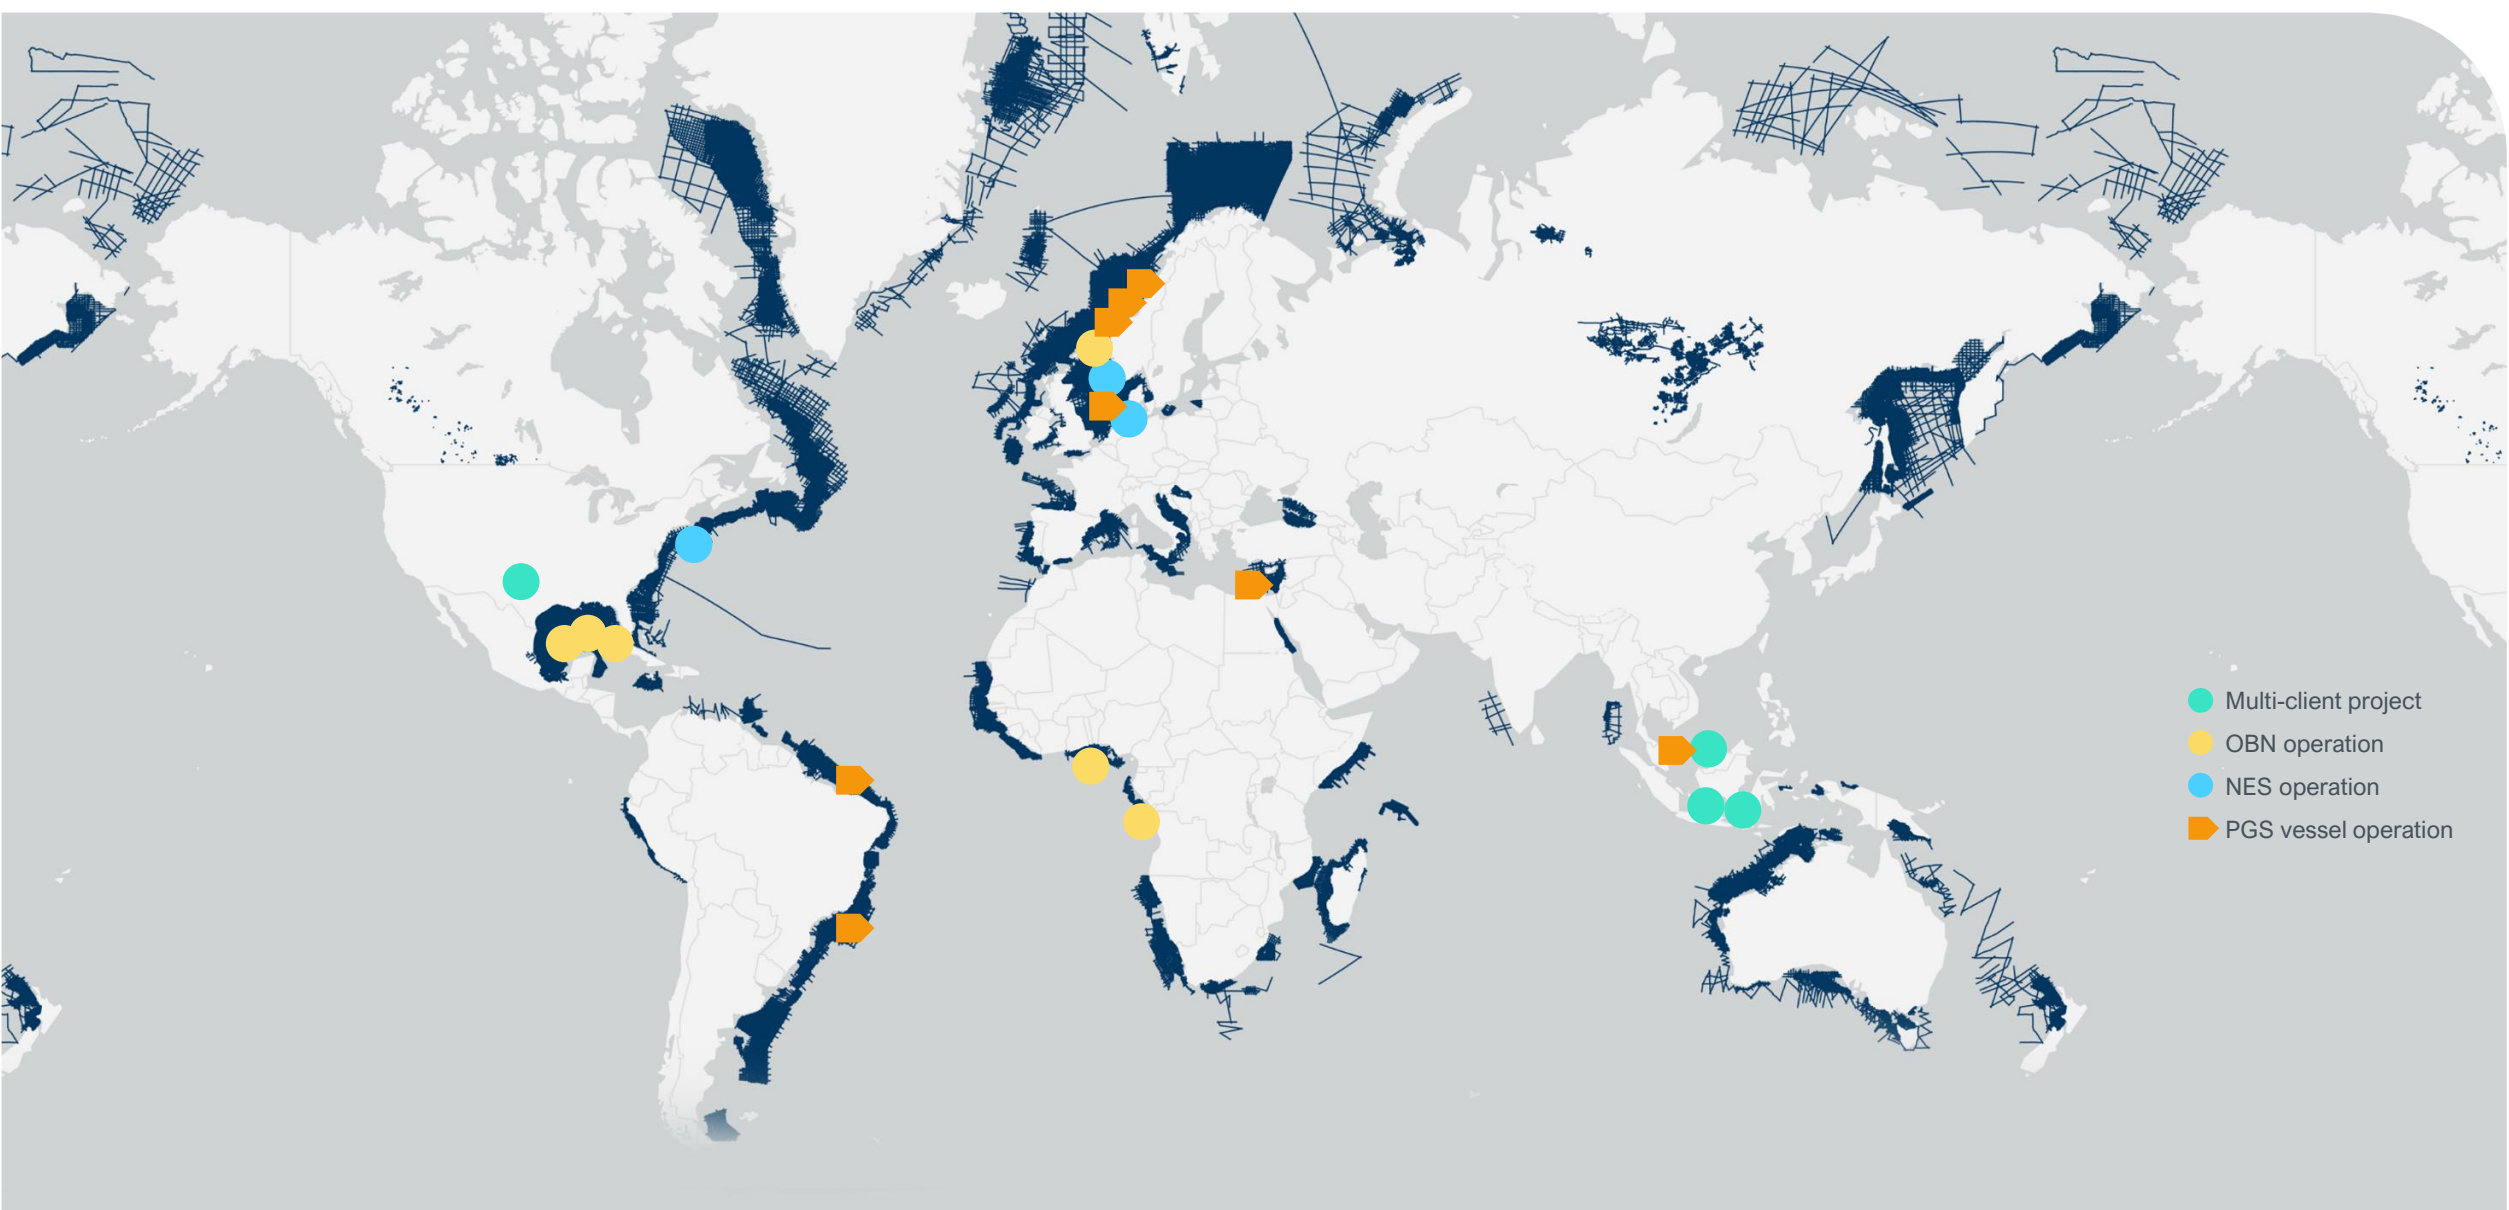 Multi-client project
OBN operation
NES operation
PGS vessel operation